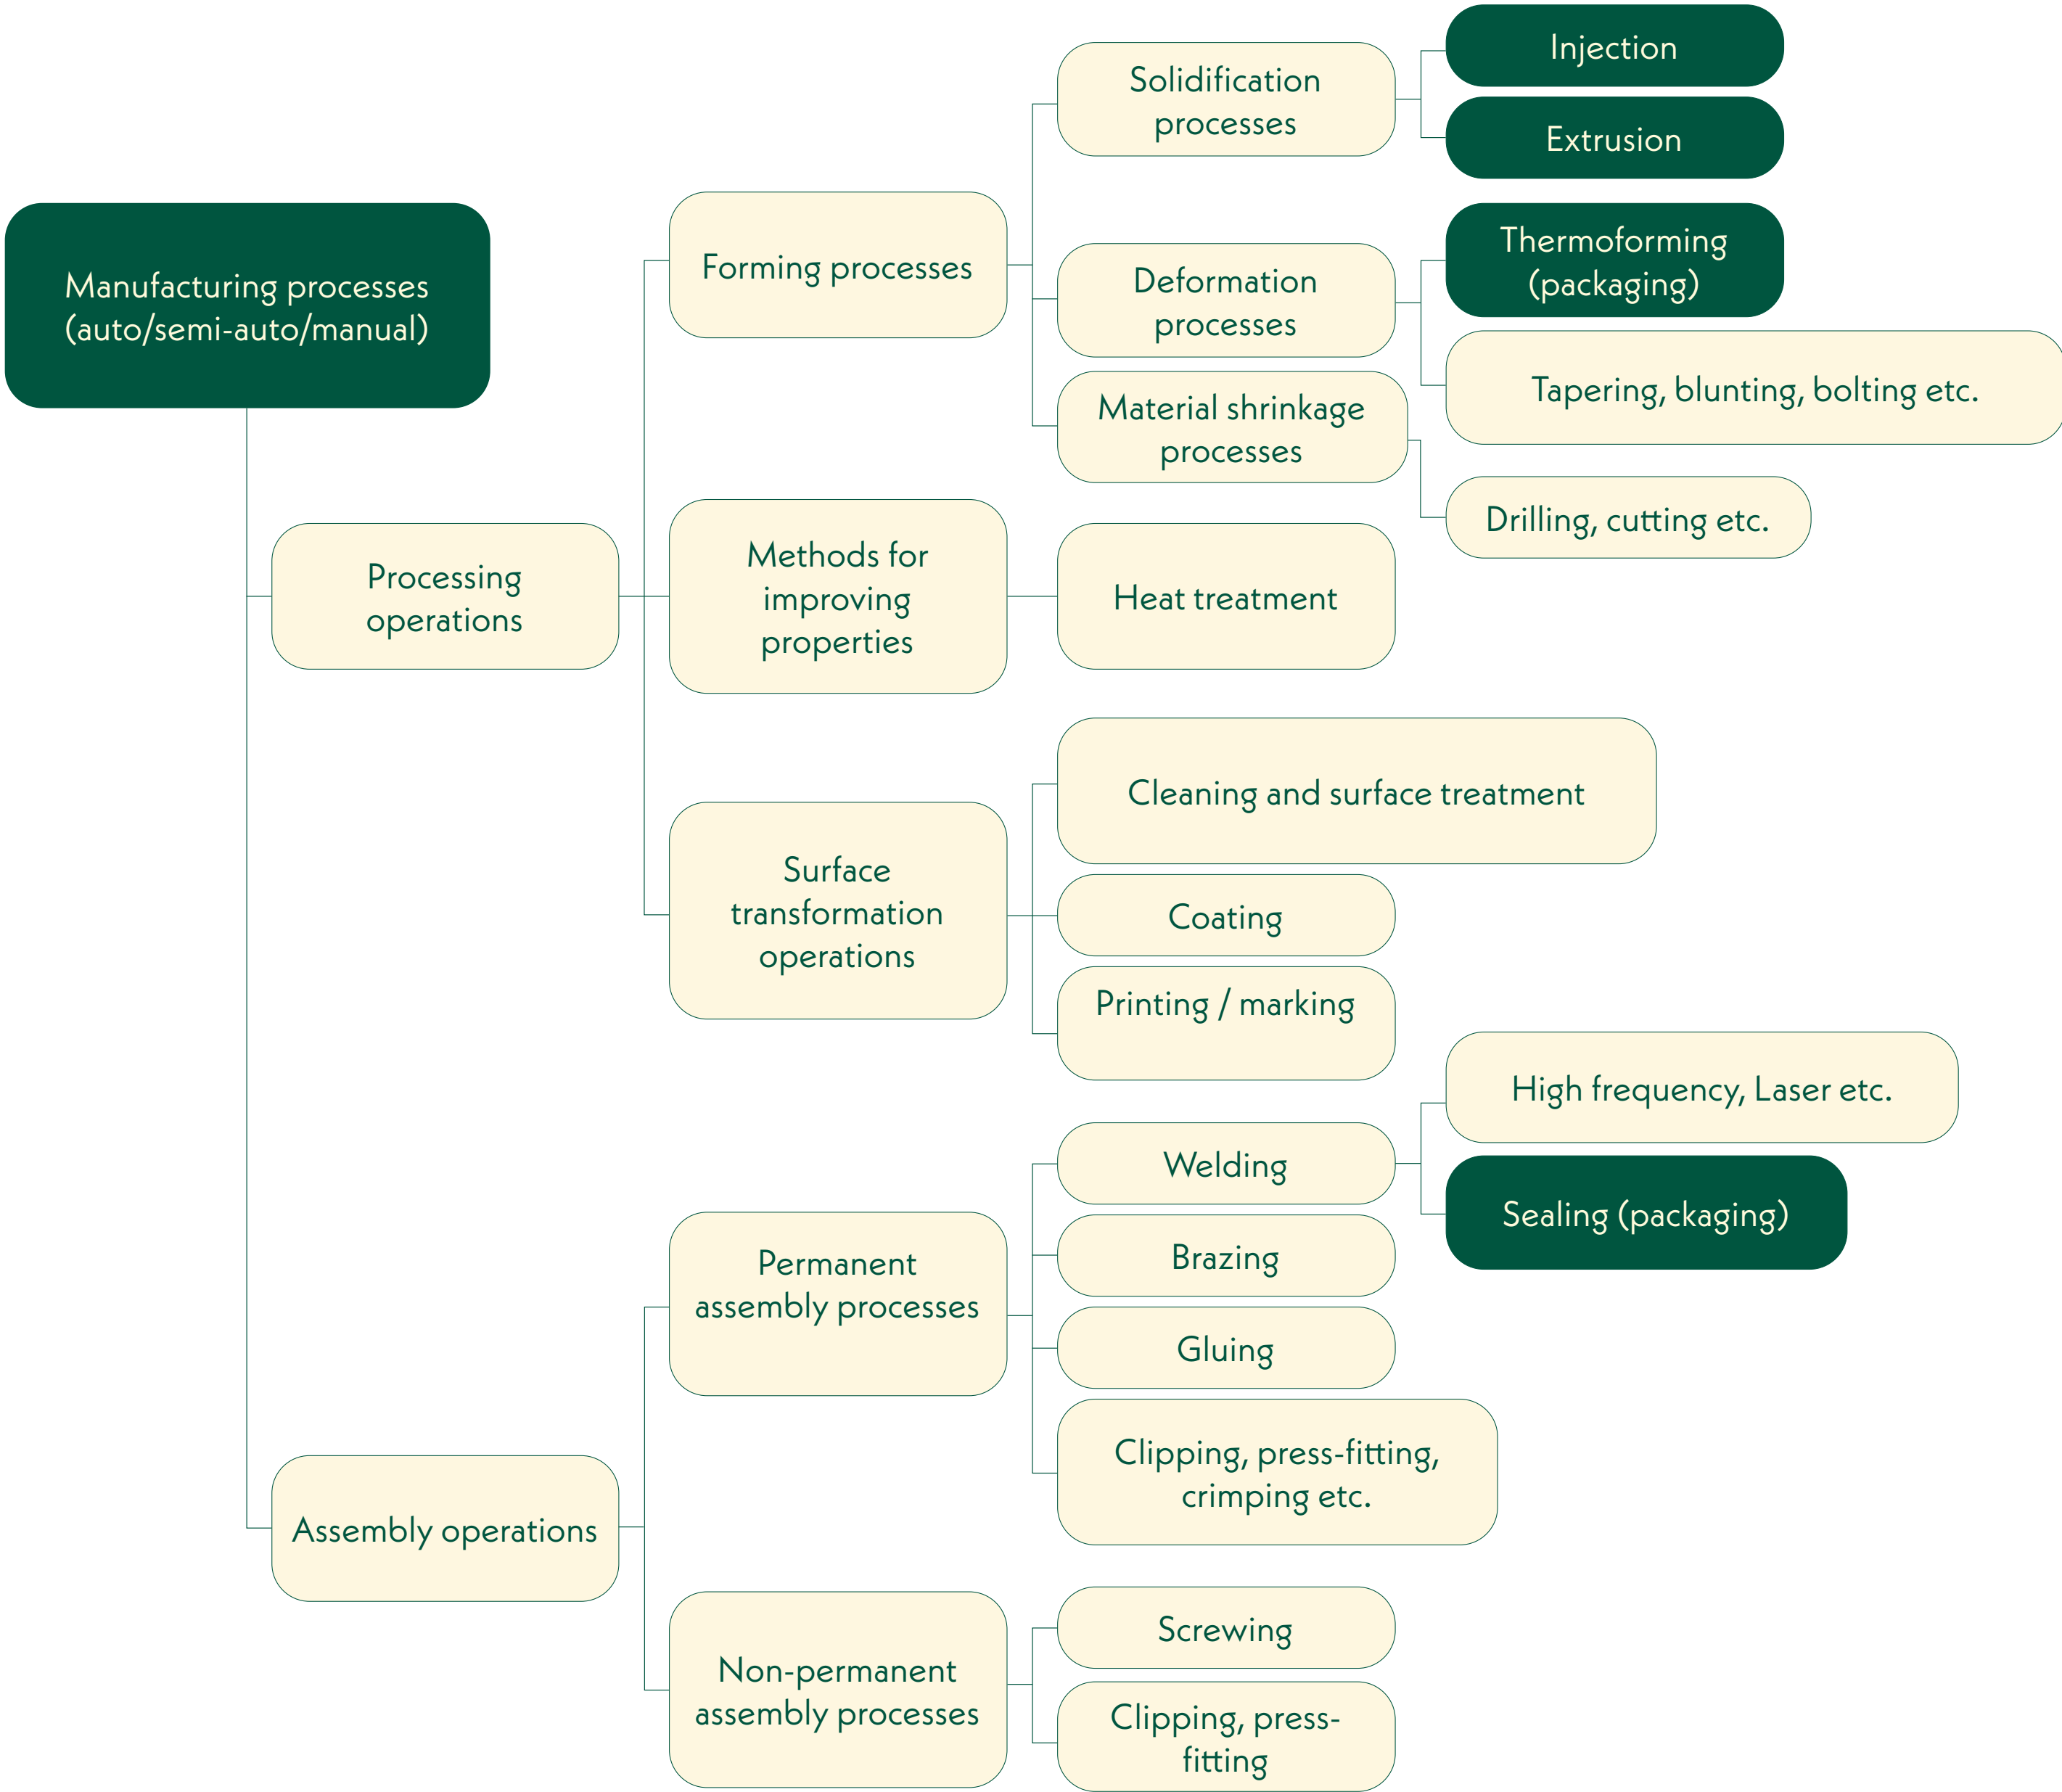 Manufacturing processes
(auto/semi-auto/manual)
Processing
operations
Forming processes
Solidification
processes
Injection
Extrusion
Deformation
processes
Thermoforming
(packaging)
Tapering, blunting, bolting etc.
Material shrinkage
processes
Drilling, cutting etc.
Methods for
improving
properties
Heat treatment
Surface
transformation
operations
Cleaning and surface treatment
Coating
Printing / marking
Assembly operations
Permanent
assembly processes
Welding
High frequency, Laser etc.
Sealing (packaging)
Brazing
Gluing
Clipping, press-fitting,
crimping etc.
Non-permanent
assembly processes
Screwing
Clipping, press-
fitting